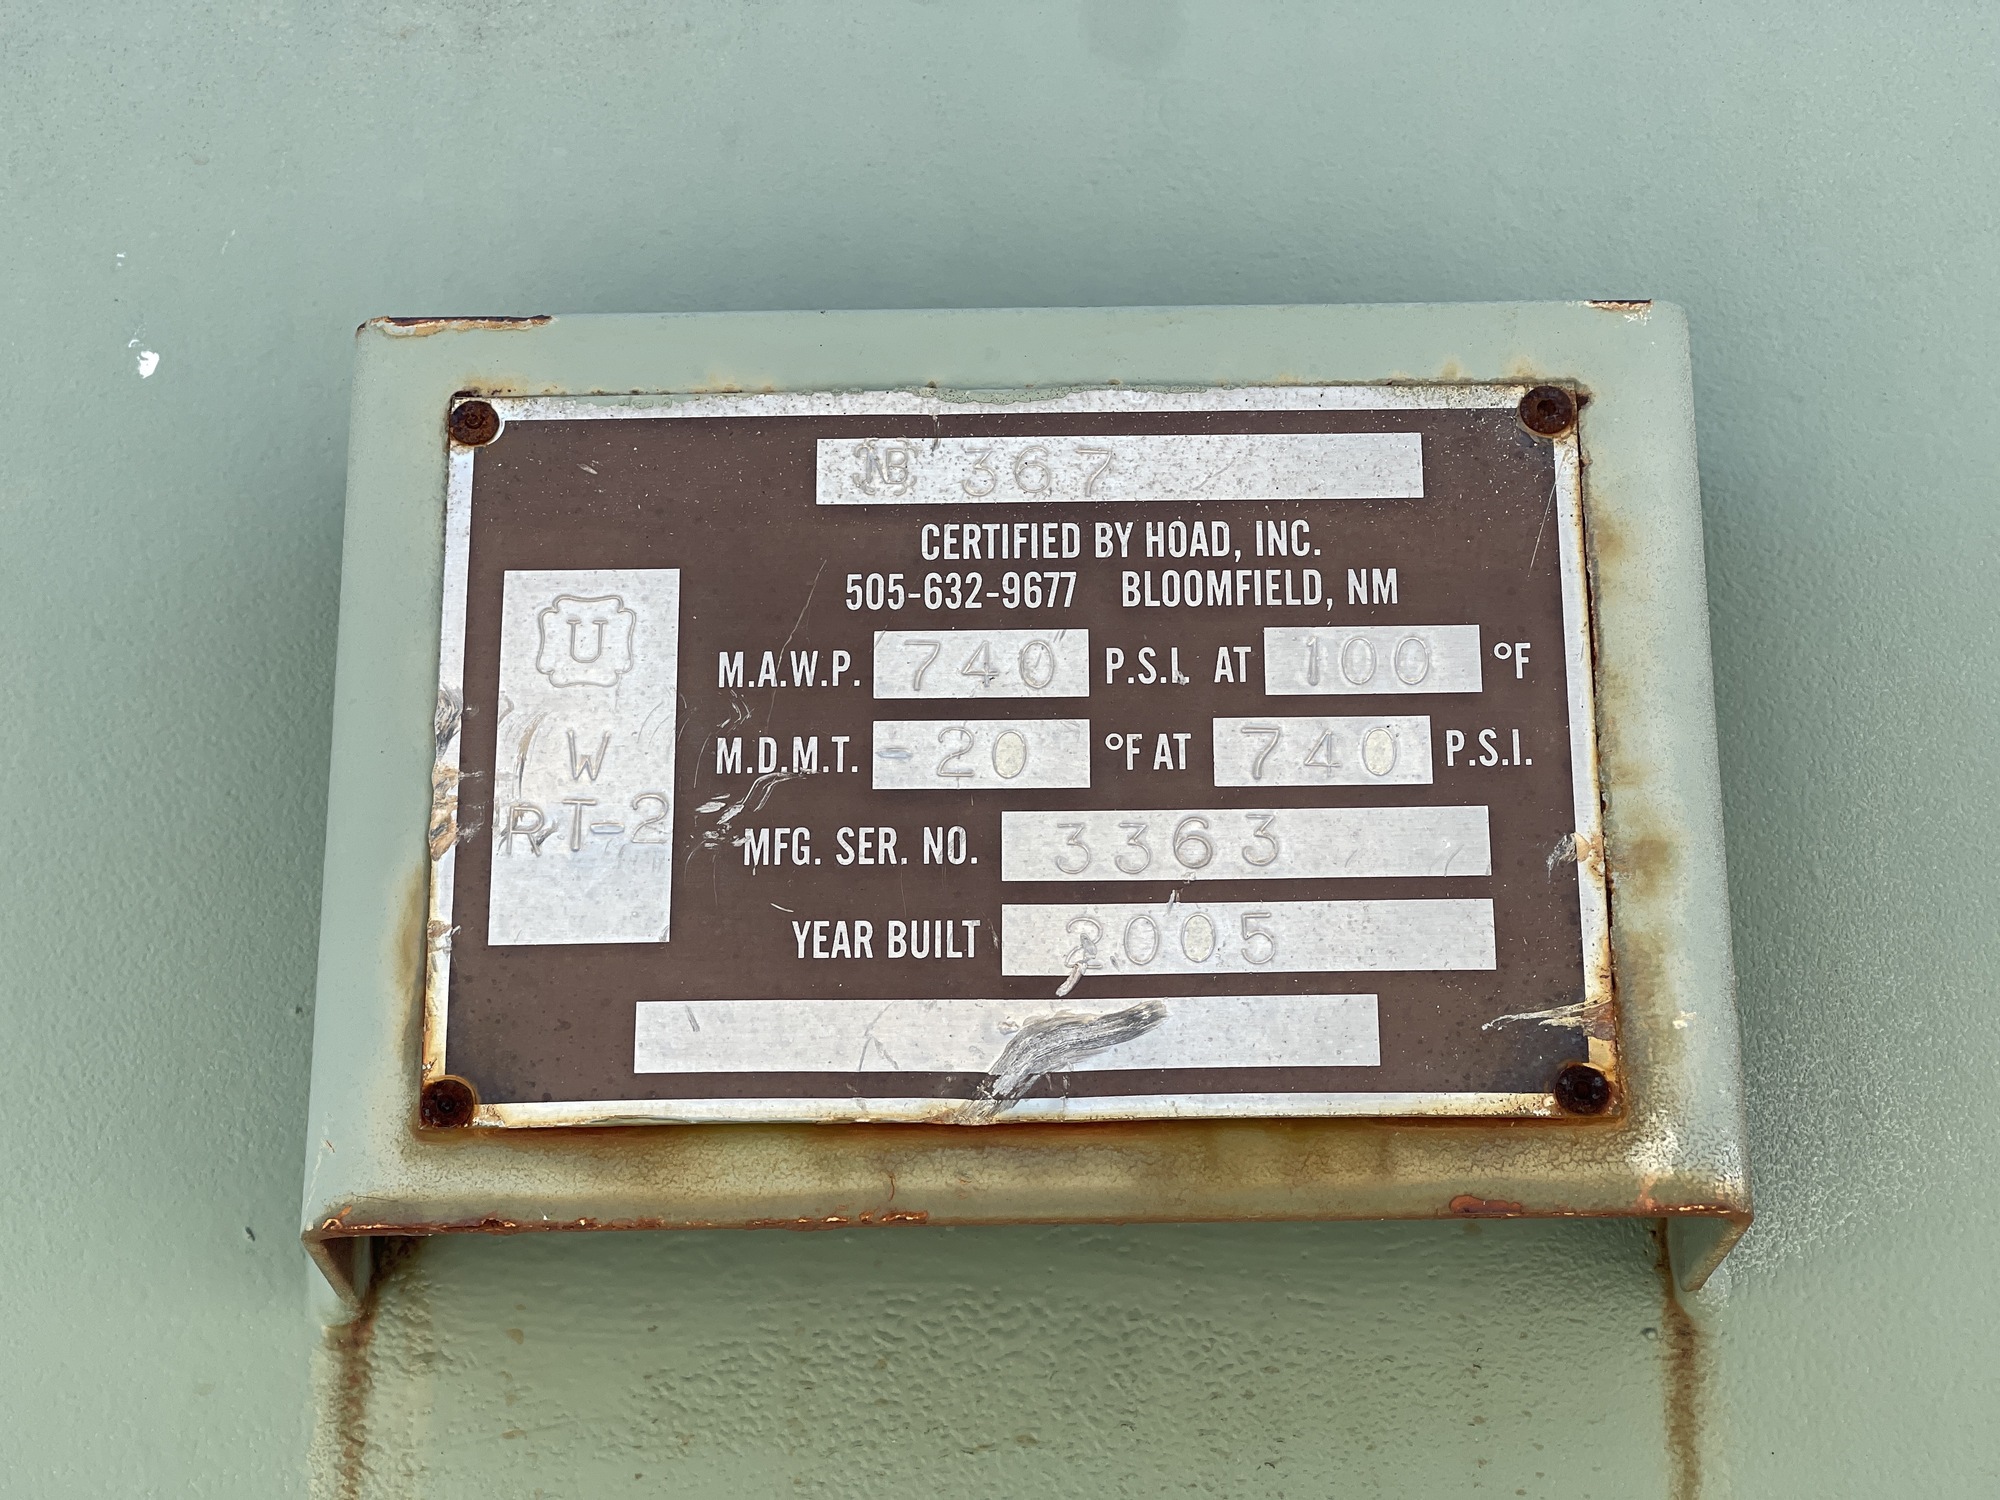 NB 367
CERTIFIED BY HOAD, INC.
505-632-9677 BLOOMFIELD, NM
U
W
RT-2
M.A.W.P. 740 P.S.I. AT 100 °F
M.D.M.T. -20 °F AT 740 P.S.I.
MFG. SER. NO. 3363
YEAR BUILT 2005